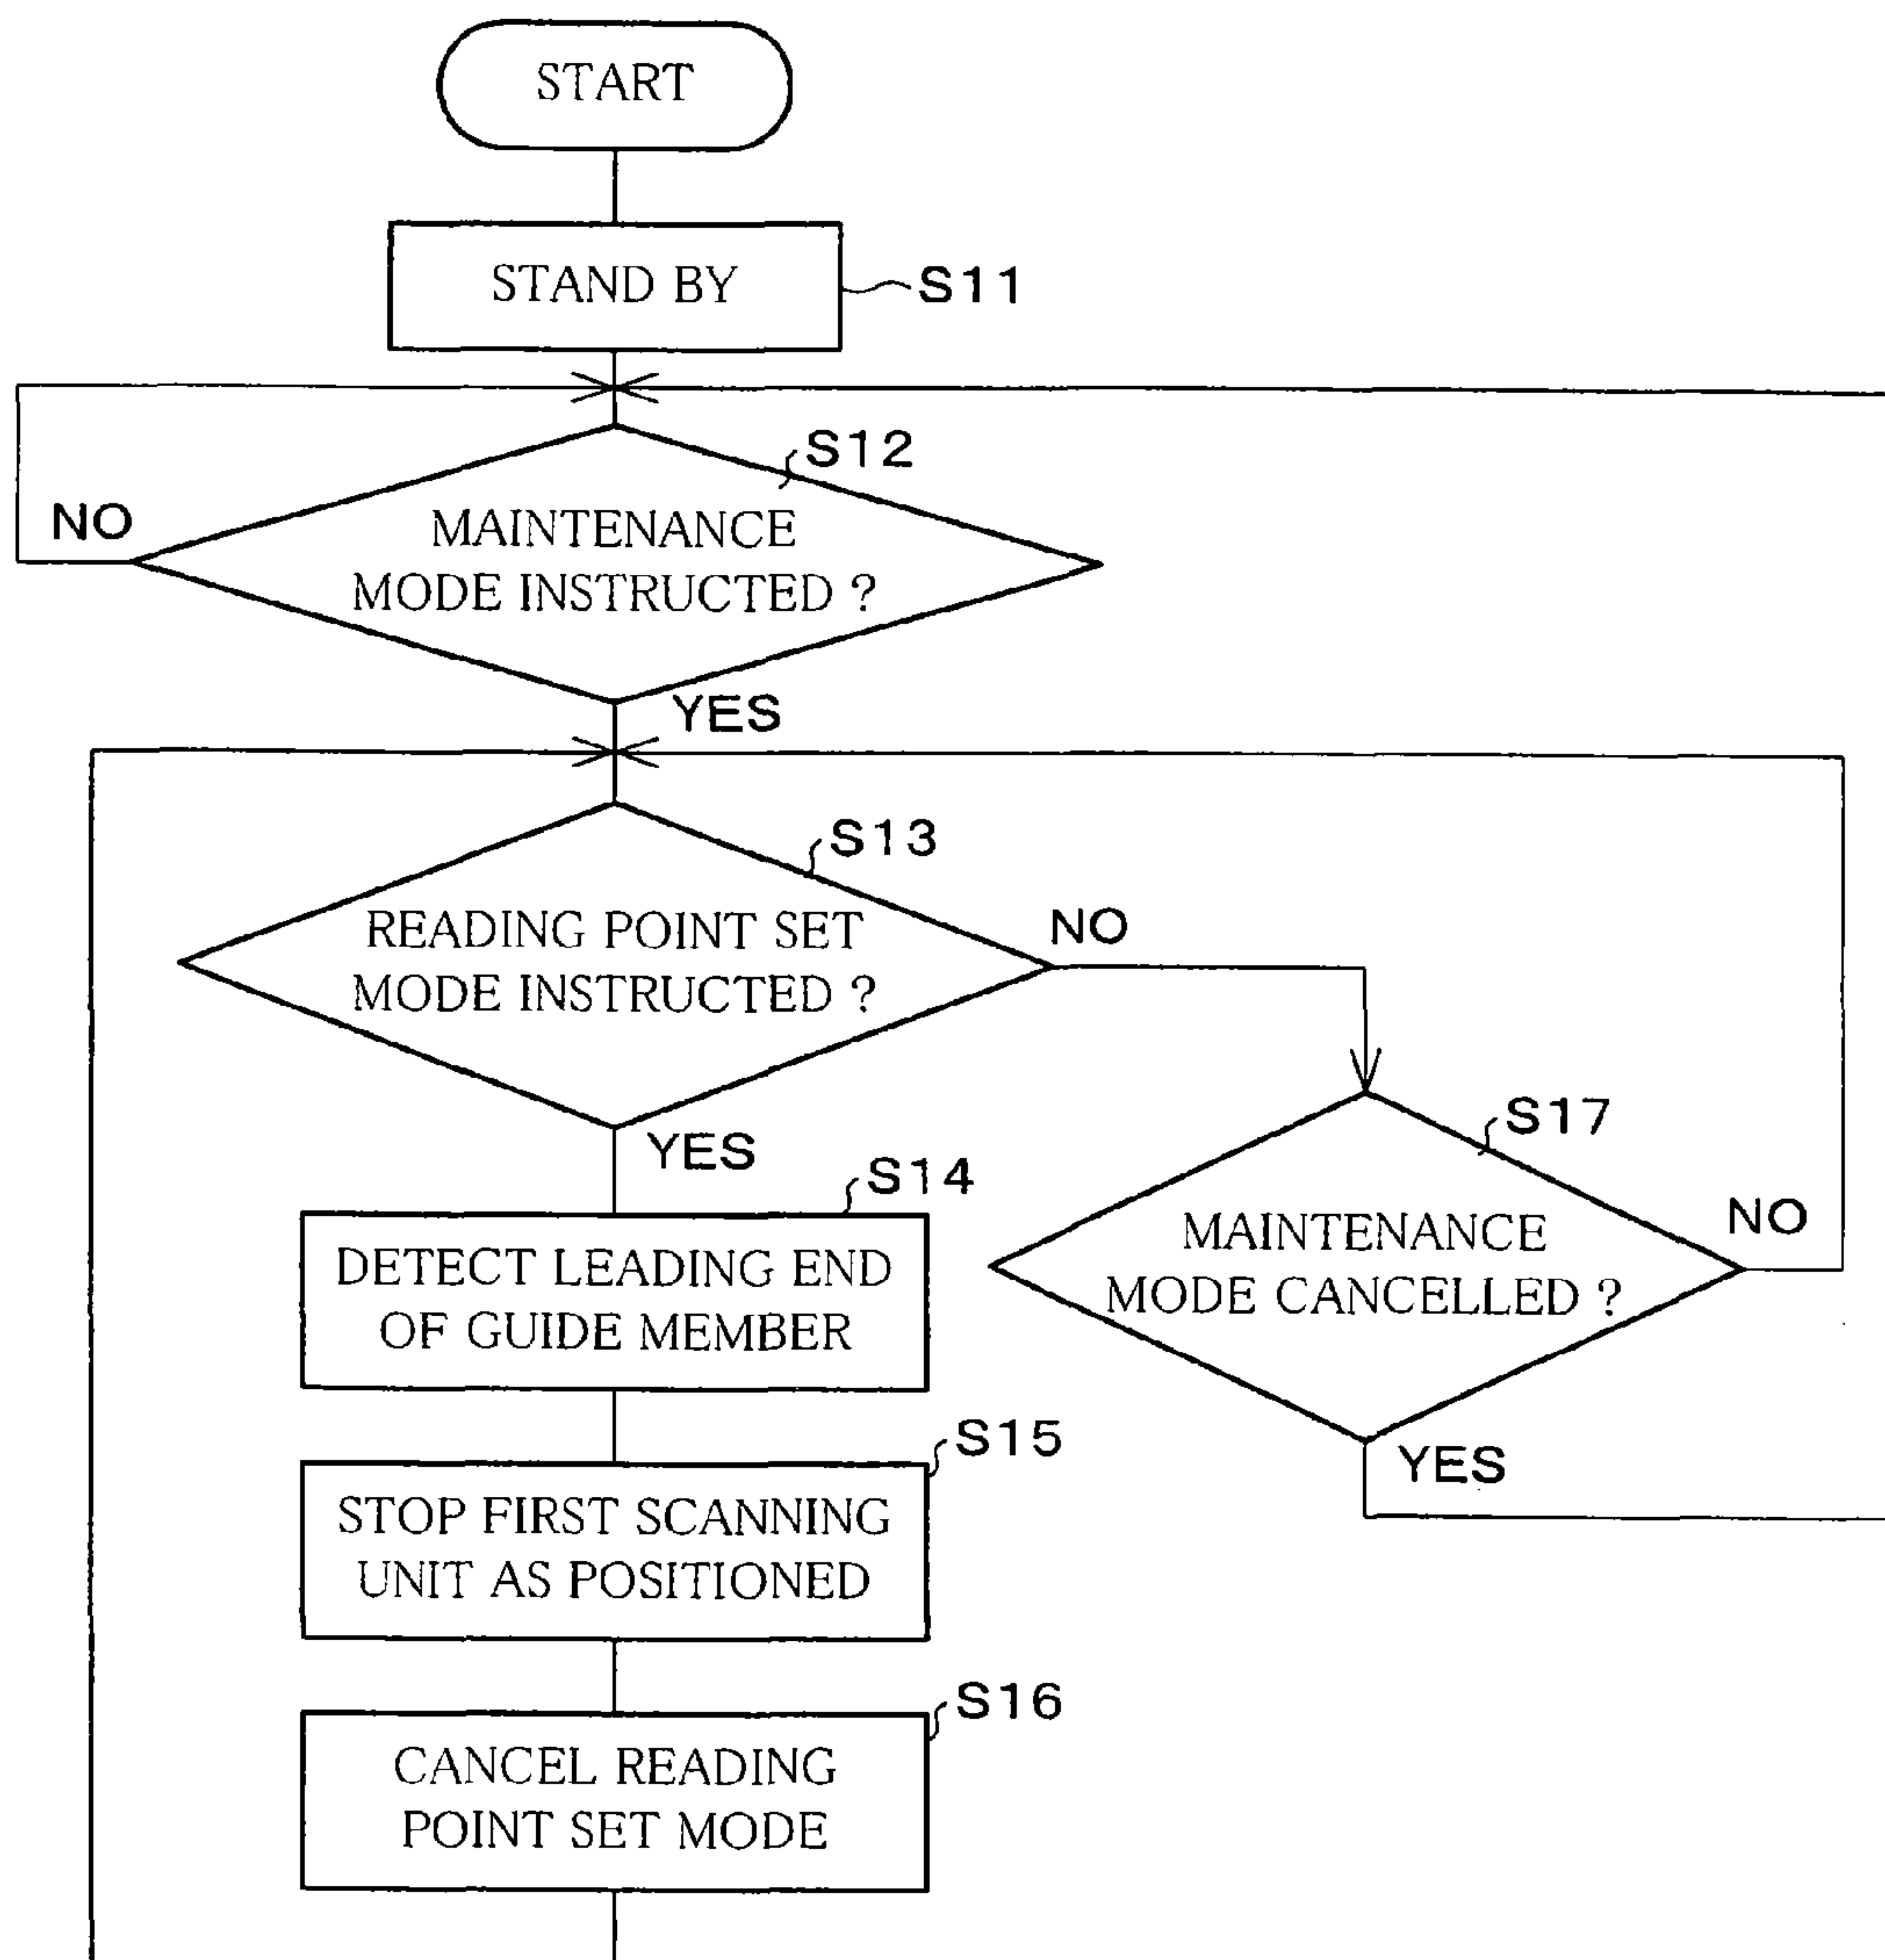 START
STAND BY
S11
S12
NO
MAINTENANCE
MODE INSTRUCTED ?
YES
S13
READING POINT SET
MODE INSTRUCTED ?
NO
YES
S17
MAINTENANCE
MODE CANCELLED ?
NO
YES
S14
DETECT LEADING END
OF GUIDE MEMBER
S15
STOP FIRST SCANNING
UNIT AS POSITIONED
S16
CANCEL READING
POINT SET MODE